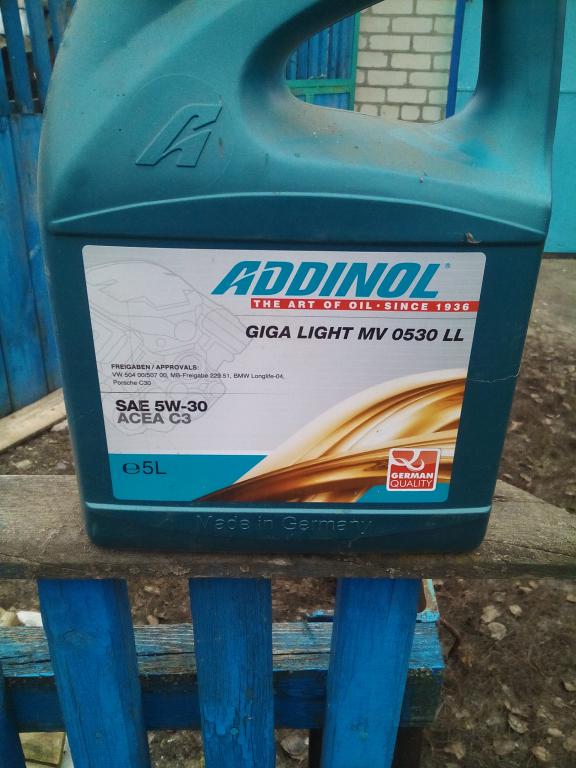 ADDINOL®
THE ART OF OIL · SINCE 1936
GIGA LIGHT MV 0530 LL
FREIGABEN / APPROVALS:
VW 504 00/507 00, MB-Freigabe 229.51, BMW Longlife-04,
Porsche C30
SAE 5W-30
ACEA C3
℮5L
GERMAN
QUALITY
Made in Germany